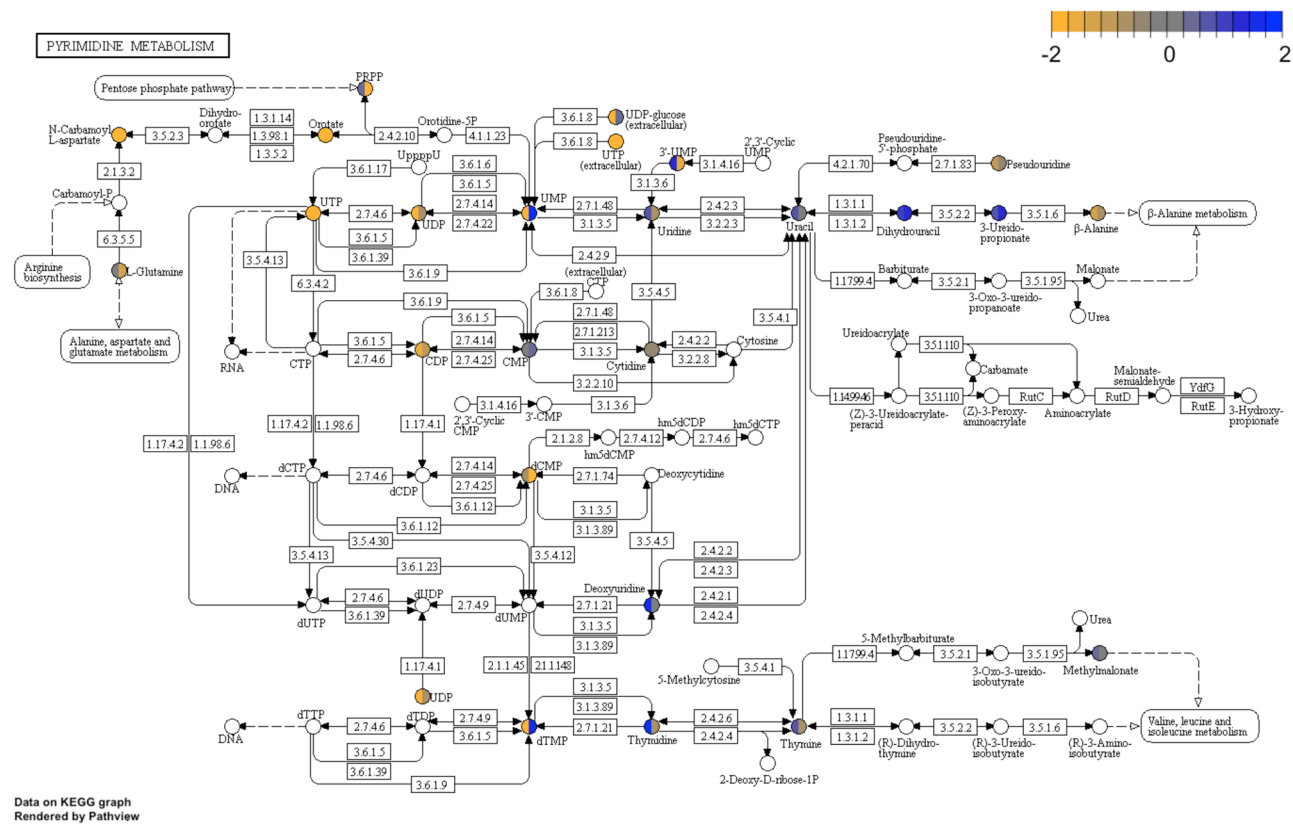 -2
0
2
PYRIMIDINE METABOLISM
Pentose phosphate pathway
PRPP
N-Carbamoyl
L-aspartate
3.5.2.3
Dihydro-
orotate
1.3.1.14
1.3.98.1
1.3.5.2
Orotate
2.4.2.10
Orotidine-5P
4.1.1.23
3.6.1.8
UDP-glucose
(extracellular)
3.6.1.8
UTP
(extracellular)
2.1.3.2
Carbamoyl-P
6.3.5.5
Arginine
biosynthesis
L-Glutamine
Alanine, aspartate and
glutamate metabolism
3.6.1.17
UppppU
3.6.1.6
3.6.1.5
2.7.4.14
2.7.4.22
UTP
2.7.4.6
UDP
3.6.1.5
3.6.1.39
3.6.1.9
UMP
2.7.1.48
3.1.3.5
3'-UMP
3.1.4.16
2',3'-Cyclic
UMP
3.1.3.6
Uridine
2.4.2.3
3.2.2.3
2.4.2.9
Uracil
Pseudouridine-
5'-phosphate
4.2.1.70
2.7.1.83
Pseudouridine
1.3.1.1
1.3.1.2
Dihydrouracil
3.5.2.2
3-Ureido-
propionate
3.5.1.6
β-Alanine
β-Alanine metabolism
1.1.99.4
Barbiturate
3.5.2.1
3-Oxo-3-ureido-
propanoate
3.5.1.95
Malonate
Urea
3.5.4.13
6.3.4.2
3.6.1.9
(extracellular)
CTP
3.6.1.8
3.5.4.5
RNA
CTP
3.6.1.5
2.7.4.6
CDP
3.6.1.5
2.7.4.14
2.7.4.25
CMP
2.7.1.48
2.7.1.213
3.1.3.5
Cytidine
2.4.2.2
3.2.2.8
Cytosine
3.2.2.10
3.5.4.1
2',3'-Cyclic
CMP
3.1.4.16
3'-CMP
3.1.3.6
Ureidoacrylate
3.5.1.110
Carbamate
1.14.99.46
(Z)-3-Ureidoacrylate-
peracid
3.5.1.110
(Z)-3-Peroxy-
aminoacrylate
RutC
Aminoacrylate
RutD
Malonate-
semialdehyde
YdfG
RutE
3-Hydroxy-
propionate
1.17.4.2
1.1.98.6
1.17.4.2
1.1.98.6
1.17.4.1
2.1.2.8
hm5dCMP
2.7.4.12
hm5dCDP
2.7.4.6
hm5dCTP
DNA
dCTP
2.7.4.6
dCDP
2.7.4.14
2.7.4.25
3.6.1.12
3.6.1.12
dCMP
2.7.1.74
Deoxycytidine
3.1.3.5
3.1.3.89
3.5.4.30
3.5.4.13
3.5.4.12
3.5.4.5
3.6.1.23
2.4.2.2
2.4.2.3
2.4.2.1
2.4.2.4
dUTP
2.7.4.6
3.6.1.39
dUDP
2.7.4.9
dUMP
2.7.1.21
3.1.3.5
3.1.3.89
Deoxyuridine
1.17.4.1
UDP
2.1.1.45
2.1.1.148
5-Methylcytosine
3.5.4.1
1.1.99.4
5-Methylbarbiturate
3.5.2.1
3-Oxo-3-ureido-
isobutyrate
3.5.1.95
Urea
Methylmalonate
DNA
dTTP
2.7.4.6
3.6.1.5
3.6.1.39
3.6.1.9
dTDP
2.7.4.9
3.6.1.5
dTMP
3.1.3.5
3.1.3.89
2.7.1.21
Thymidine
2.4.2.6
2.4.2.4
2-Deoxy-D-ribose-1P
Thymine
1.3.1.1
1.3.1.2
(R)-Dihydro-
thymine
3.5.2.2
(R)-3-Ureido-
isobutyrate
3.5.1.6
(R)-3-Amino-
isobutyrate
Valine, leucine and
isoleucine metabolism
Data on KEGG graph
Rendered by Pathview